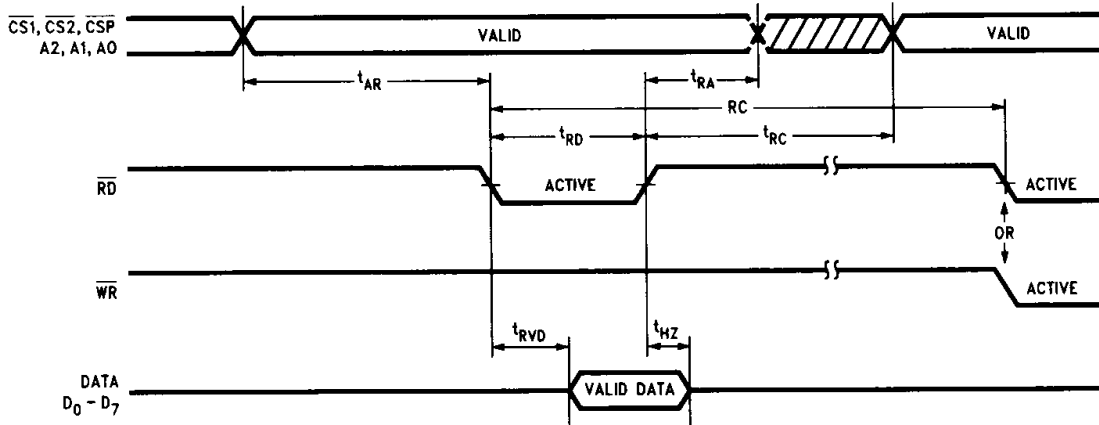 CS1, CS2, CSP
A2, A1, A0
VALID
VALID
tAR
tRA
RC
tRD
tRC
RD
ACTIVE
ACTIVE
OR
WR
ACTIVE
tRVD
tHZ
DATA
D0 – D7
VALID DATA